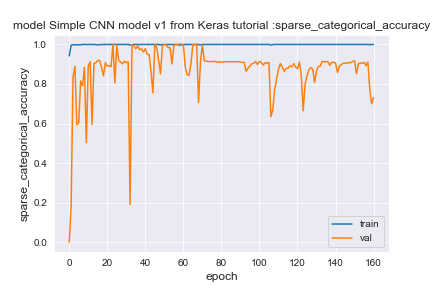 model Simple CNN model v1 from Keras tutorial :sparse_categorical_accuracy
sparse_categorical_accuracy
1.0
0.8
0.6
0.4
0.2
0.0
0 20 40 60 80 100 120 140 160
epoch
train
val